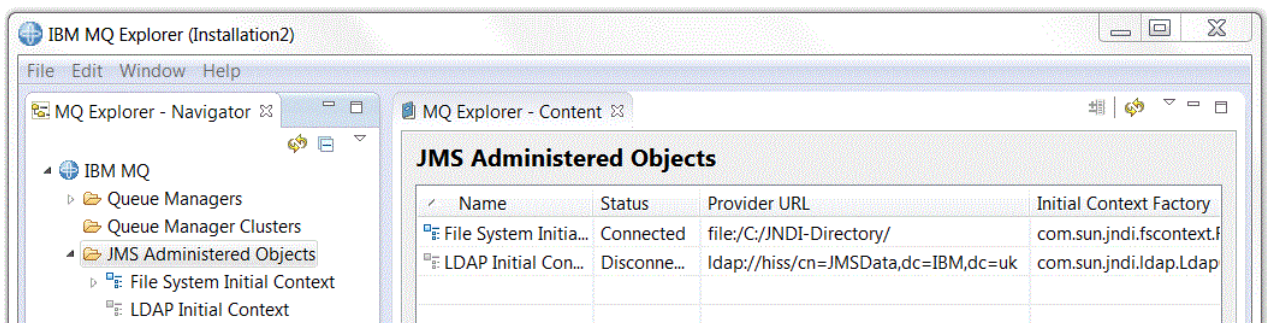 IBM MQ Explorer (Installation2)
File Edit Window Help
MQ Explorer - Navigator
IBM MQ
Queue Managers
Queue Manager Clusters
JMS Administered Objects
File System Initial Context
LDAP Initial Context
MQ Explorer - Content
JMS Administered Objects
Name Status Provider URL Initial Context Factory
File System Initia... Connected file:/C:/JNDI-Directory/ com.sun.jndi.fscontext.F
LDAP Initial Con... Disconne... ldap://hiss/cn=JMSData,dc=IBM,dc=uk com.sun.jndi.ldap.Ldap